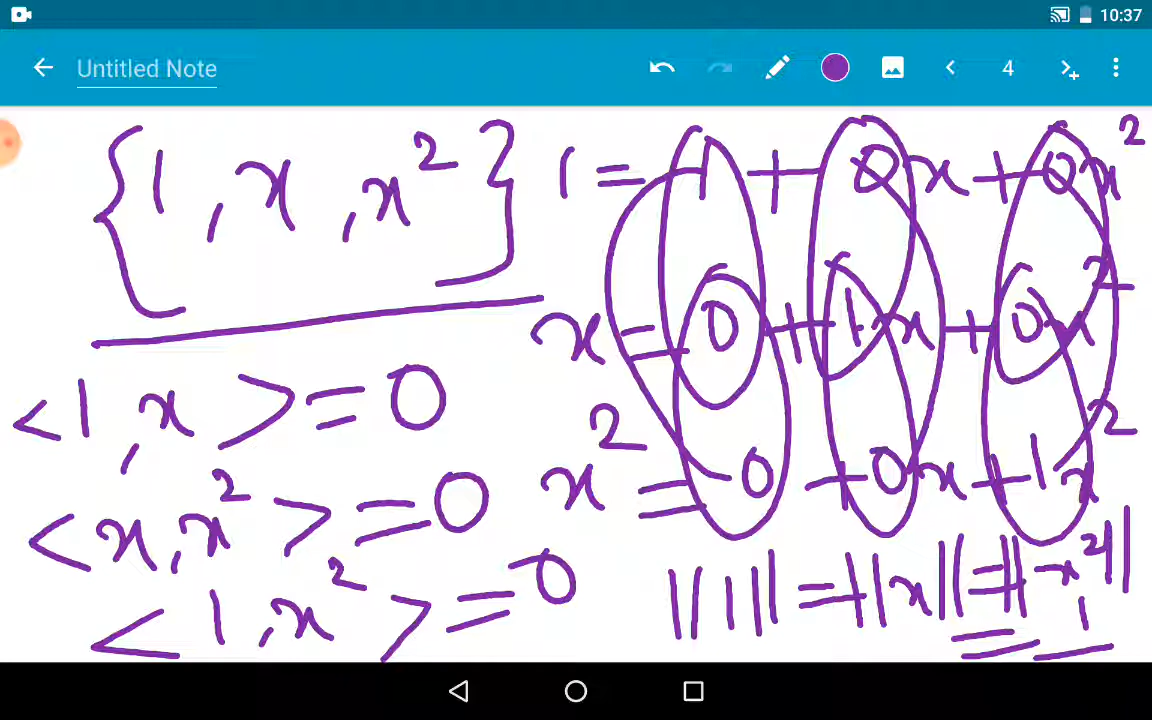 10:37
Untitled Note
4
{1, x, x²}
1 = 1 + 0x + 0x²
x = 0 + 1x + 0x²
x² = 0 + 0x + 1x²
<1, x> = 0
<x, x²> = 0
<1, x²> = 0
||1|| = ||x|| = ||x²|| = 1